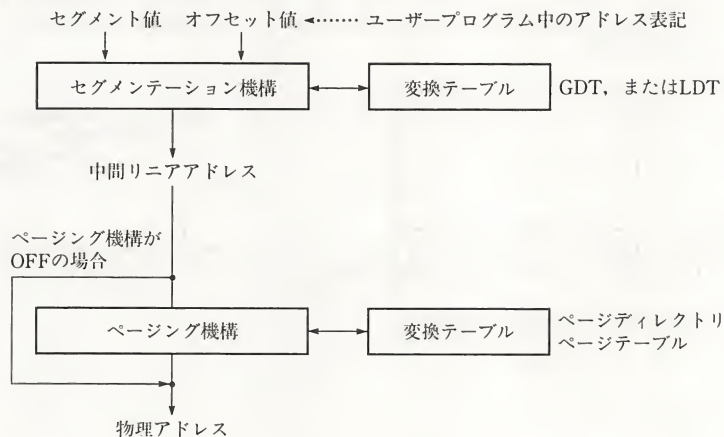 セグメント値 オフセット値 ◂…… ユーザープログラム中のアドレス表記
セグメンテーション機構
変換テーブル
GDT，またはLDT
中間リニアアドレス
ページング機構が
OFFの場合
ページング機構
変換テーブル
ページディレクトリ
ページテーブル
物理アドレス